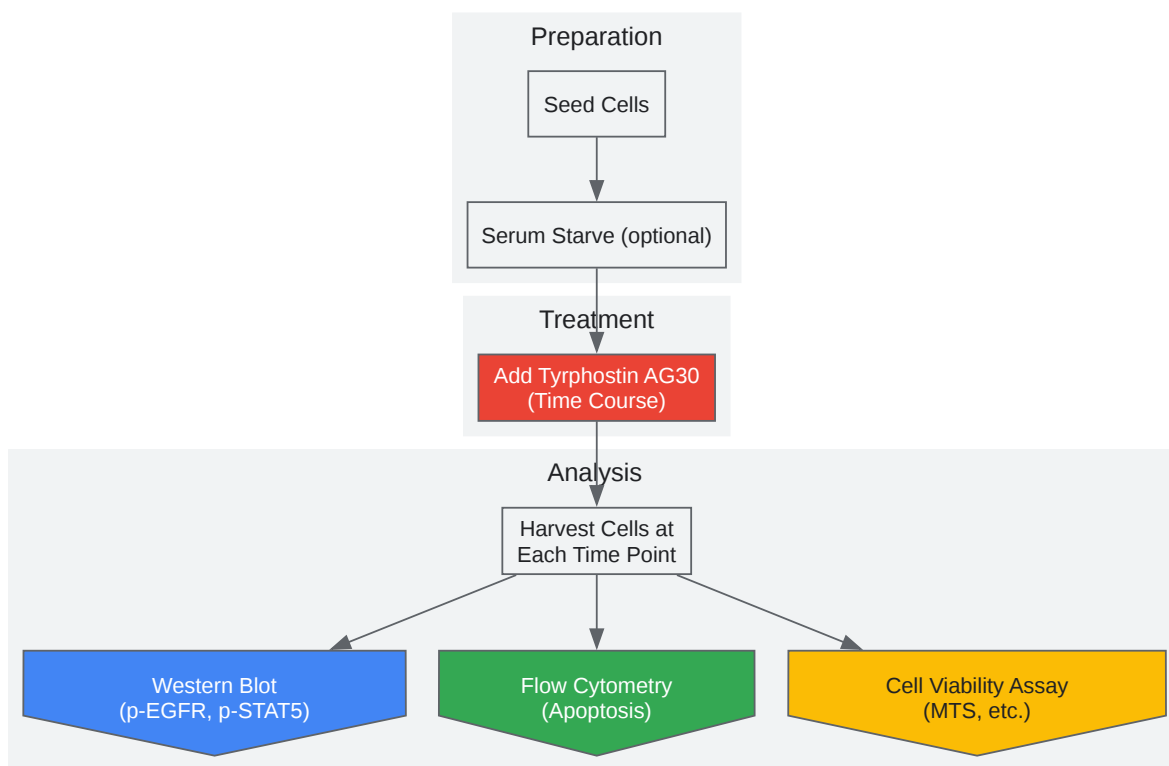 Preparation
Seed Cells
Serum Starve (optional)
Treatment
Add Tyrphostin AG30
(Time Course)
Analysis
Harvest Cells at
Each Time Point
Western Blot
(p-EGFR, p-STAT5)
Flow Cytometry
(Apoptosis)
Cell Viability Assay
(MTS, etc.)